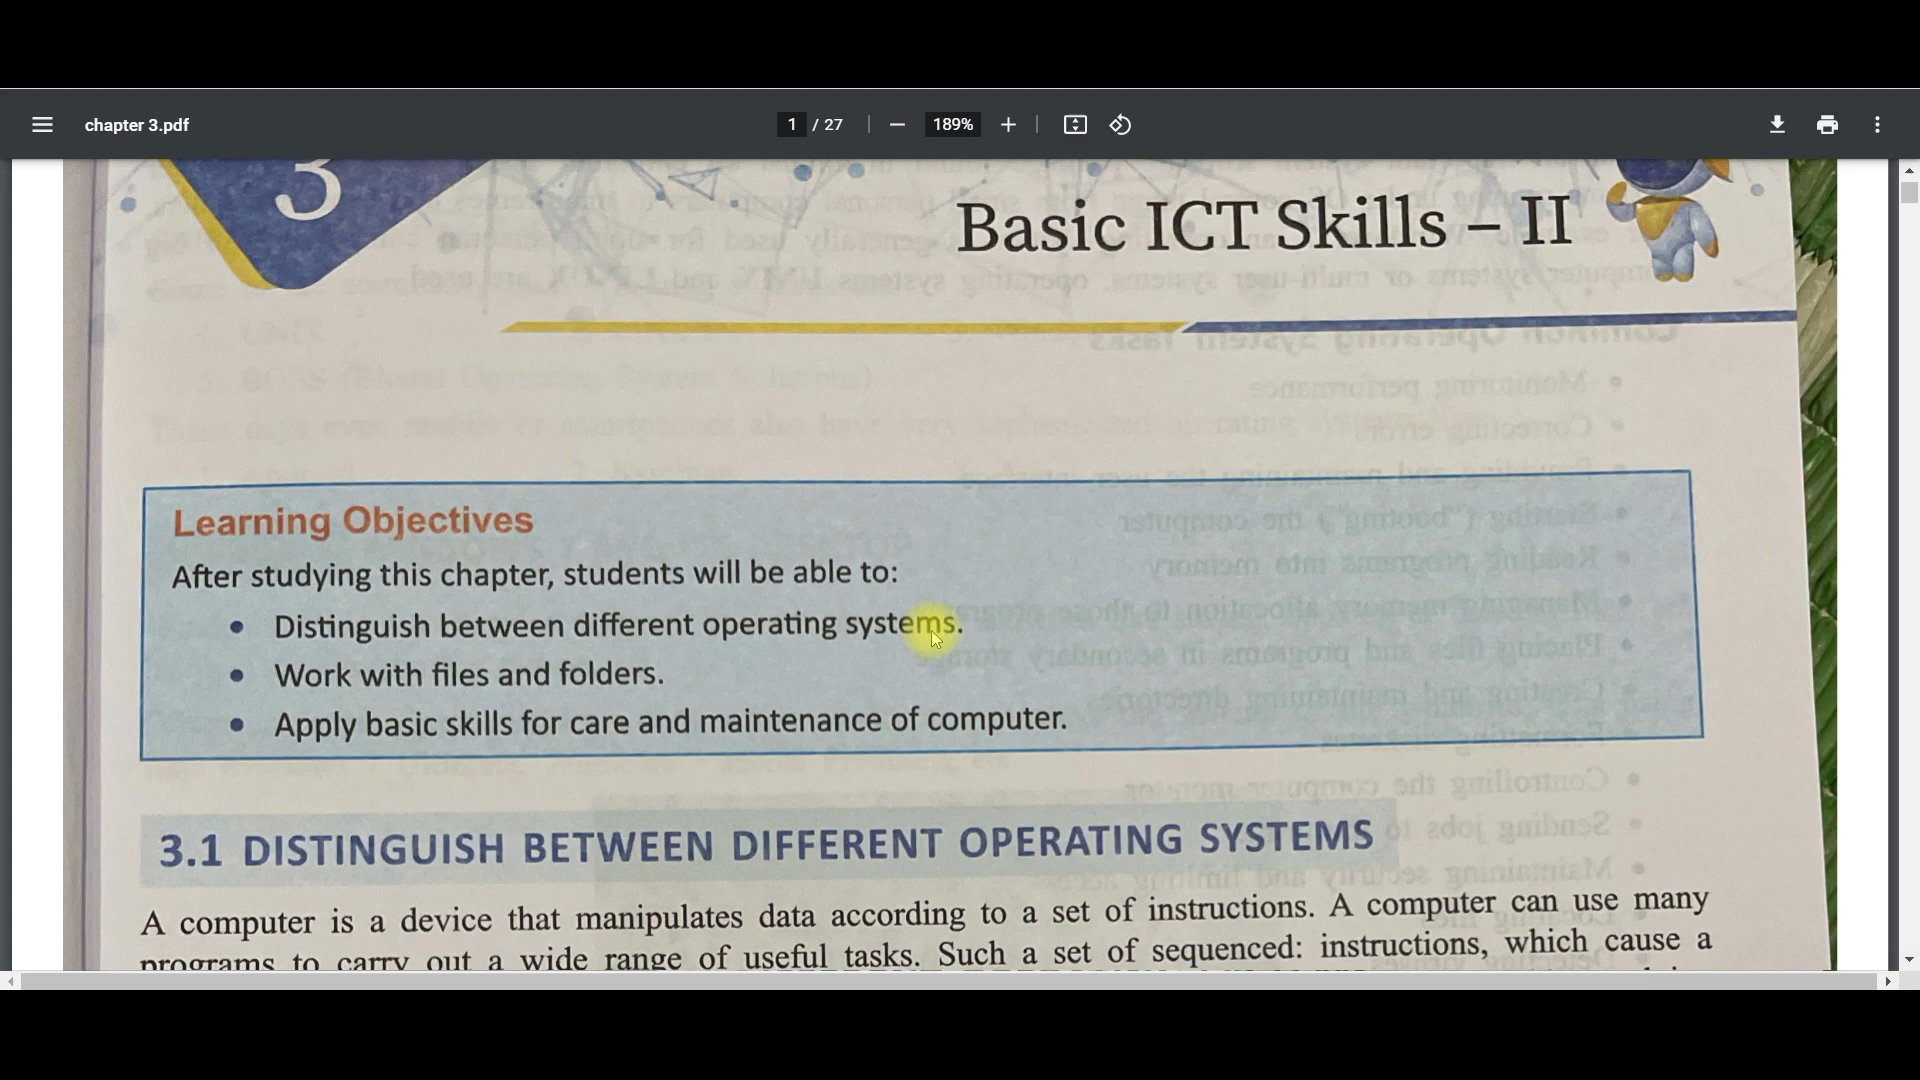 chapter 3.pdf
1 / 27
189%
3
Basic ICT Skills – II
Learning Objectives
After studying this chapter, students will be able to:
• Distinguish between different operating systems.
• Work with files and folders.
• Apply basic skills for care and maintenance of computer.
3.1 DISTINGUISH BETWEEN DIFFERENT OPERATING SYSTEMS
A computer is a device that manipulates data according to a set of instructions. A computer can use many
programs to carry out a wide range of useful tasks. Such a set of sequenced: instructions, which cause a